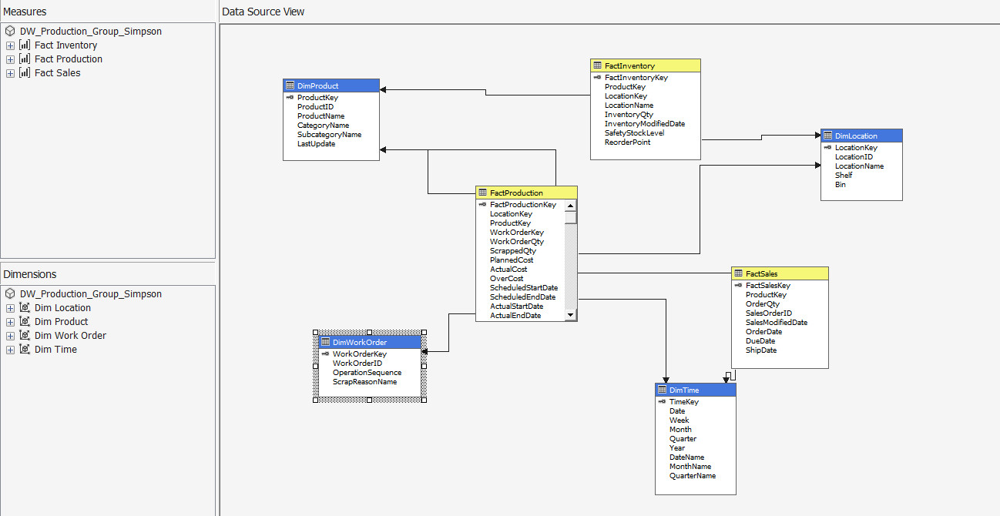 Measures
DW_Production_Group_Simpson
Fact Inventory
Fact Production
Fact Sales
Dimensions
DW_Production_Group_Simpson
Dim Location
Dim Product
Dim Work Order
Dim Time
Data Source View
DimProduct
ProductKey
ProductID
ProductName
CategoryName
SubcategoryName
LastUpdate
FactInventory
FactInventoryKey
ProductKey
LocationKey
LocationName
InventoryQty
InventoryModifiedDate
SafetyStockLevel
ReorderPoint
DimLocation
LocationKey
LocationID
LocationName
Shelf
Bin
FactProduction
FactProductionKey
LocationKey
ProductKey
WorkOrderKey
WorkOrderQty
ScrappedQty
PlannedCost
ActualCost
OverCost
ScheduledStartDate
ScheduledEndDate
ActualStartDate
ActualEndDate
FactSales
FactSalesKey
ProductKey
OrderQty
SalesOrderID
SalesModifiedDate
OrderDate
DueDate
ShipDate
DimWorkOrder
WorkOrderKey
WorkOrderID
OperationSequence
ScrapReasonName
DimTime
TimeKey
Date
Week
Month
Quarter
Year
DateName
MonthName
QuarterName